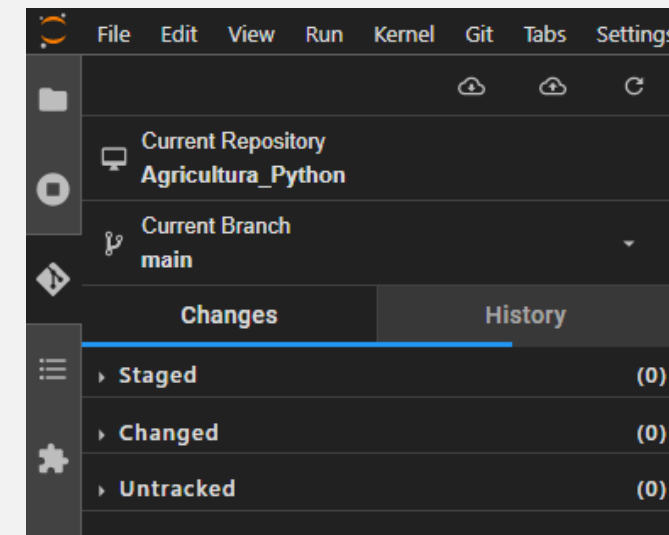 File Edit View Run Kernel Git Tabs Settings
Current Repository
Agricultura_Python
Current Branch
main
Changes History
Staged (0)
Changed (0)
Untracked (0)